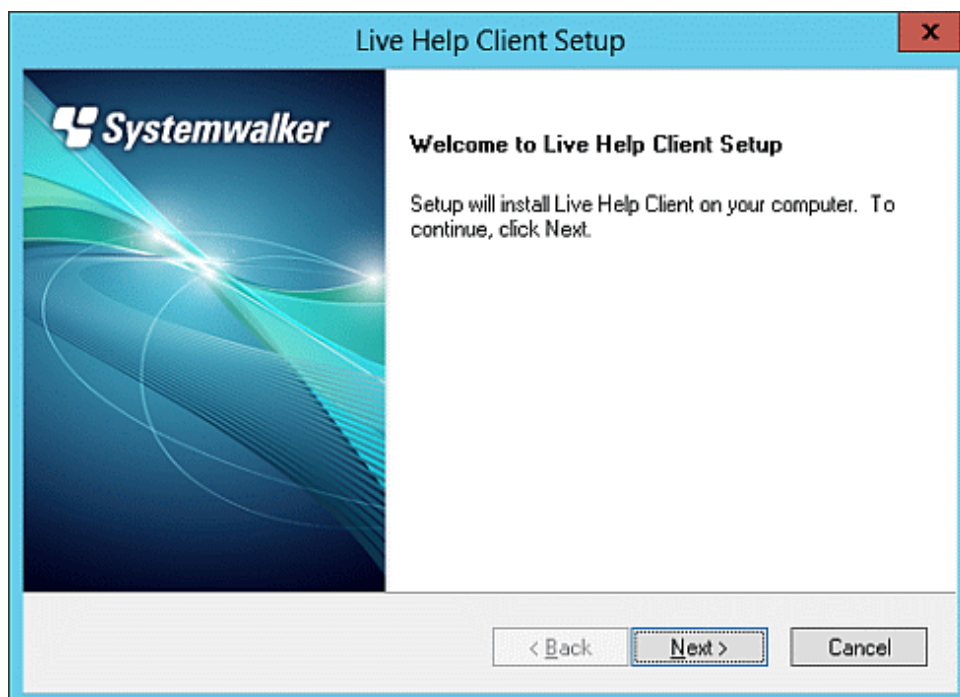 Live Help Client Setup
x
Systemwalker
Welcome to Live Help Client Setup
Setup will install Live Help Client on your computer.  To
continue, click Next.
< Back
Next >
Cancel